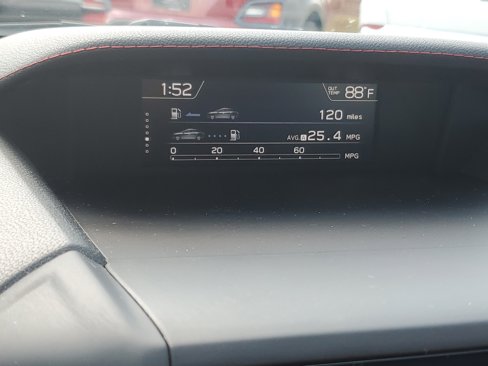 1:52 OUT TEMP 88°F
120 miles
AVG. A 25.4 MPG
0 20 40 60 MPG